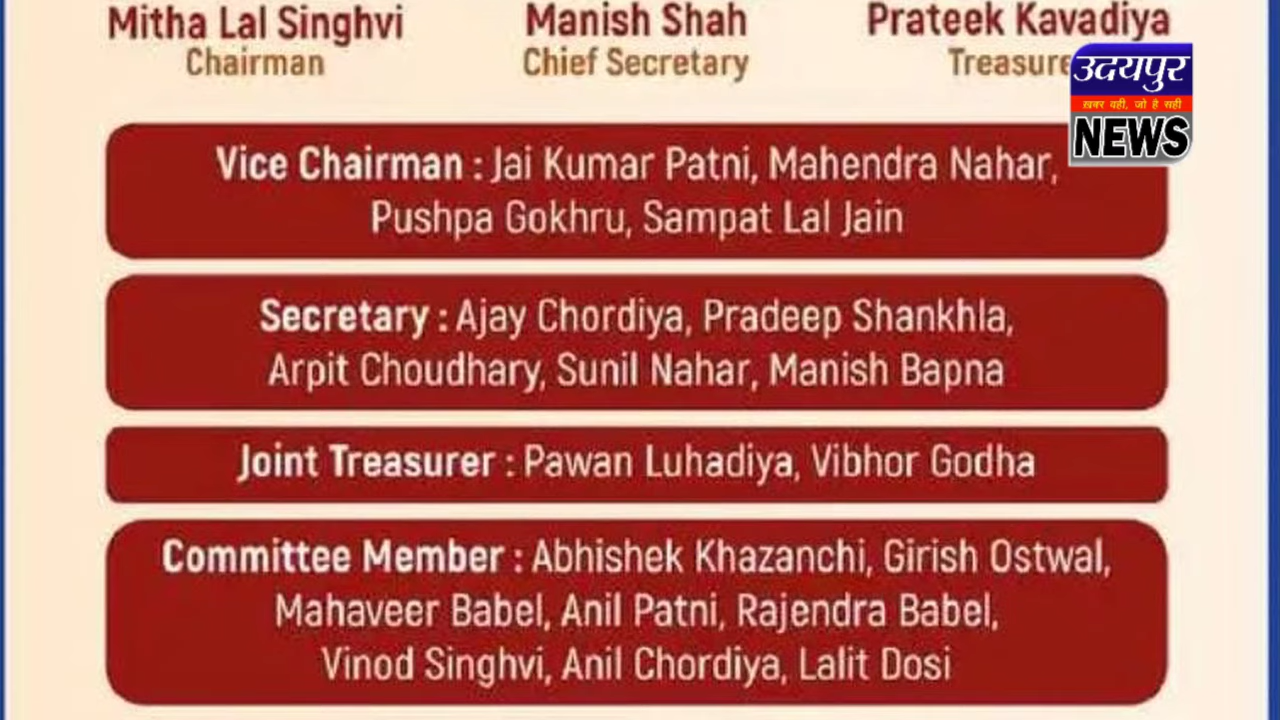 Mitha Lal Singhvi
Manish Shah
Prateek Kavadiya
Chairman
Chief Secretary
Treasure
उदयपुर
ख़बर वही, जो है सही
NEWS
Vice Chairman : Jai Kumar Patni, Mahendra Nahar,
Pushpa Gokhru, Sampat Lal Jain
Secretary : Ajay Chordiya, Pradeep Shankhla,
Arpit Choudhary, Sunil Nahar, Manish Bapna
Joint Treasurer : Pawan Luhadiya, Vibhor Godha
Committee Member : Abhishek Khazanchi, Girish Ostwal,
Mahaveer Babel, Anil Patni, Rajendra Babel,
Vinod Singhvi, Anil Chordiya, Lalit Dosi